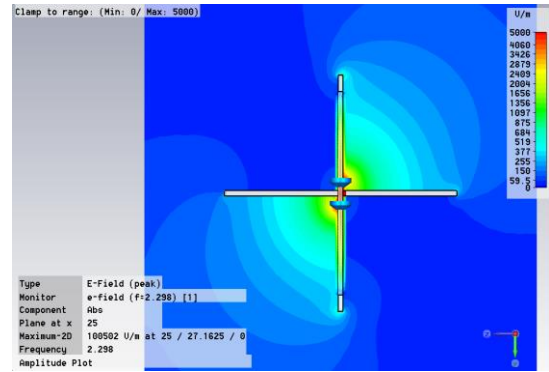 Clamp to range: (Min: 0/ Max: 5000)
V/m
5000
4060
3426
2879
2409
2004
1656
1356
1097
875
684
519
377
255
150
59.5
0
Type E-Field (peak)
Monitor e-field (f=2.298) [1]
Component Abs
Plane at x 25
Maximum-2D 100502 V/m at 25 / 27.1625 / 0
Frequency 2.298
Amplitude Plot